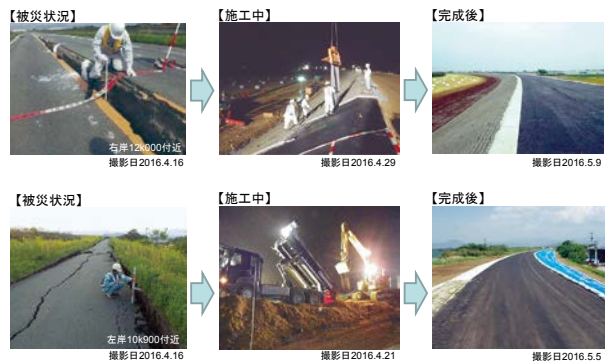 【被災状況】
【施工中】
【完成後】
右岸12k000付近
撮影日2016.4.16
撮影日2016.4.29
撮影日2016.5.9
【被災状況】
【施工中】
【完成後】
左岸10k900付近
撮影日2016.4.16
撮影日2016.4.21
撮影日2016.5.5